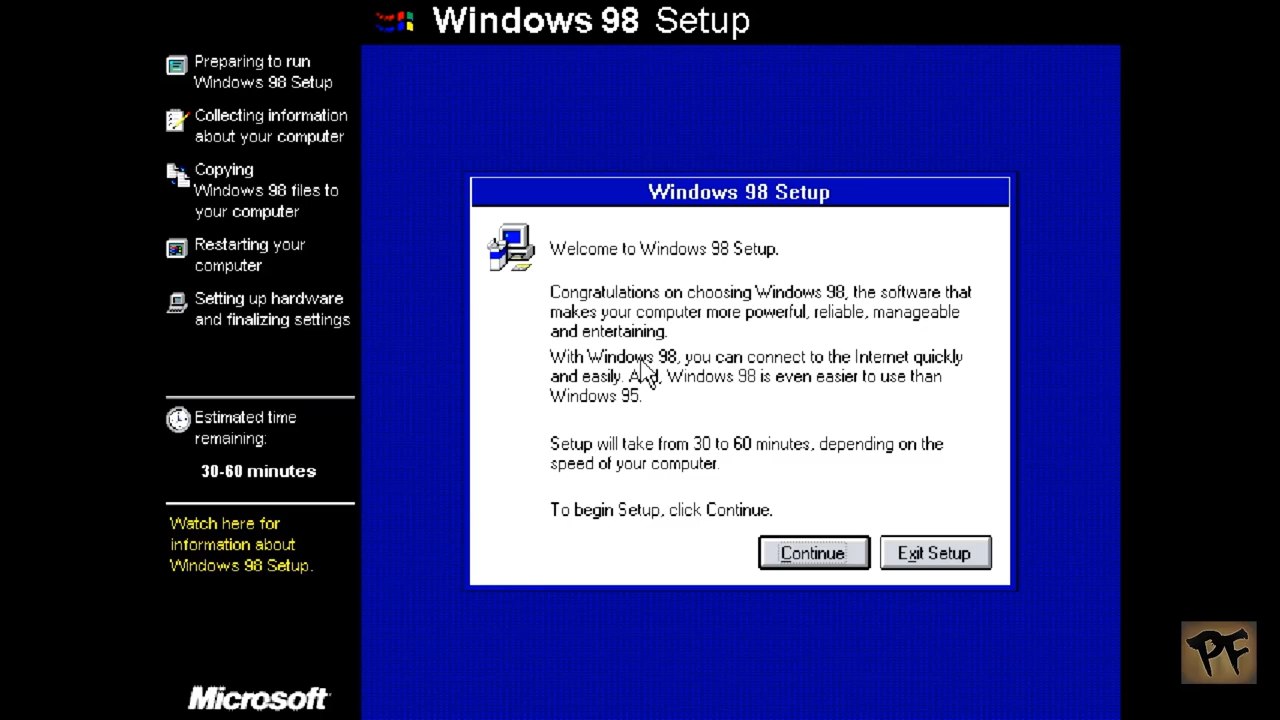 Windows 98 Setup
Preparing to run
Windows 98 Setup
Collecting information
about your computer
Copying
Windows 98 files to
your computer
Restarting your
computer
Setting up hardware
and finalizing settings
Estimated time
remaining:
30-60 minutes
Watch here for
information about
Windows 98 Setup.
Microsoft
Windows 98 Setup
Welcome to Windows 98 Setup.
Congratulations on choosing Windows 98, the software that
makes your computer more powerful, reliable, manageable
and entertaining.
With Windows 98, you can connect to the Internet quickly
and easily. And, Windows 98 is even easier to use than
Windows 95.
Setup will take from 30 to 60 minutes, depending on the
speed of your computer.
To begin Setup, click Continue.
Continue
Exit Setup
PF